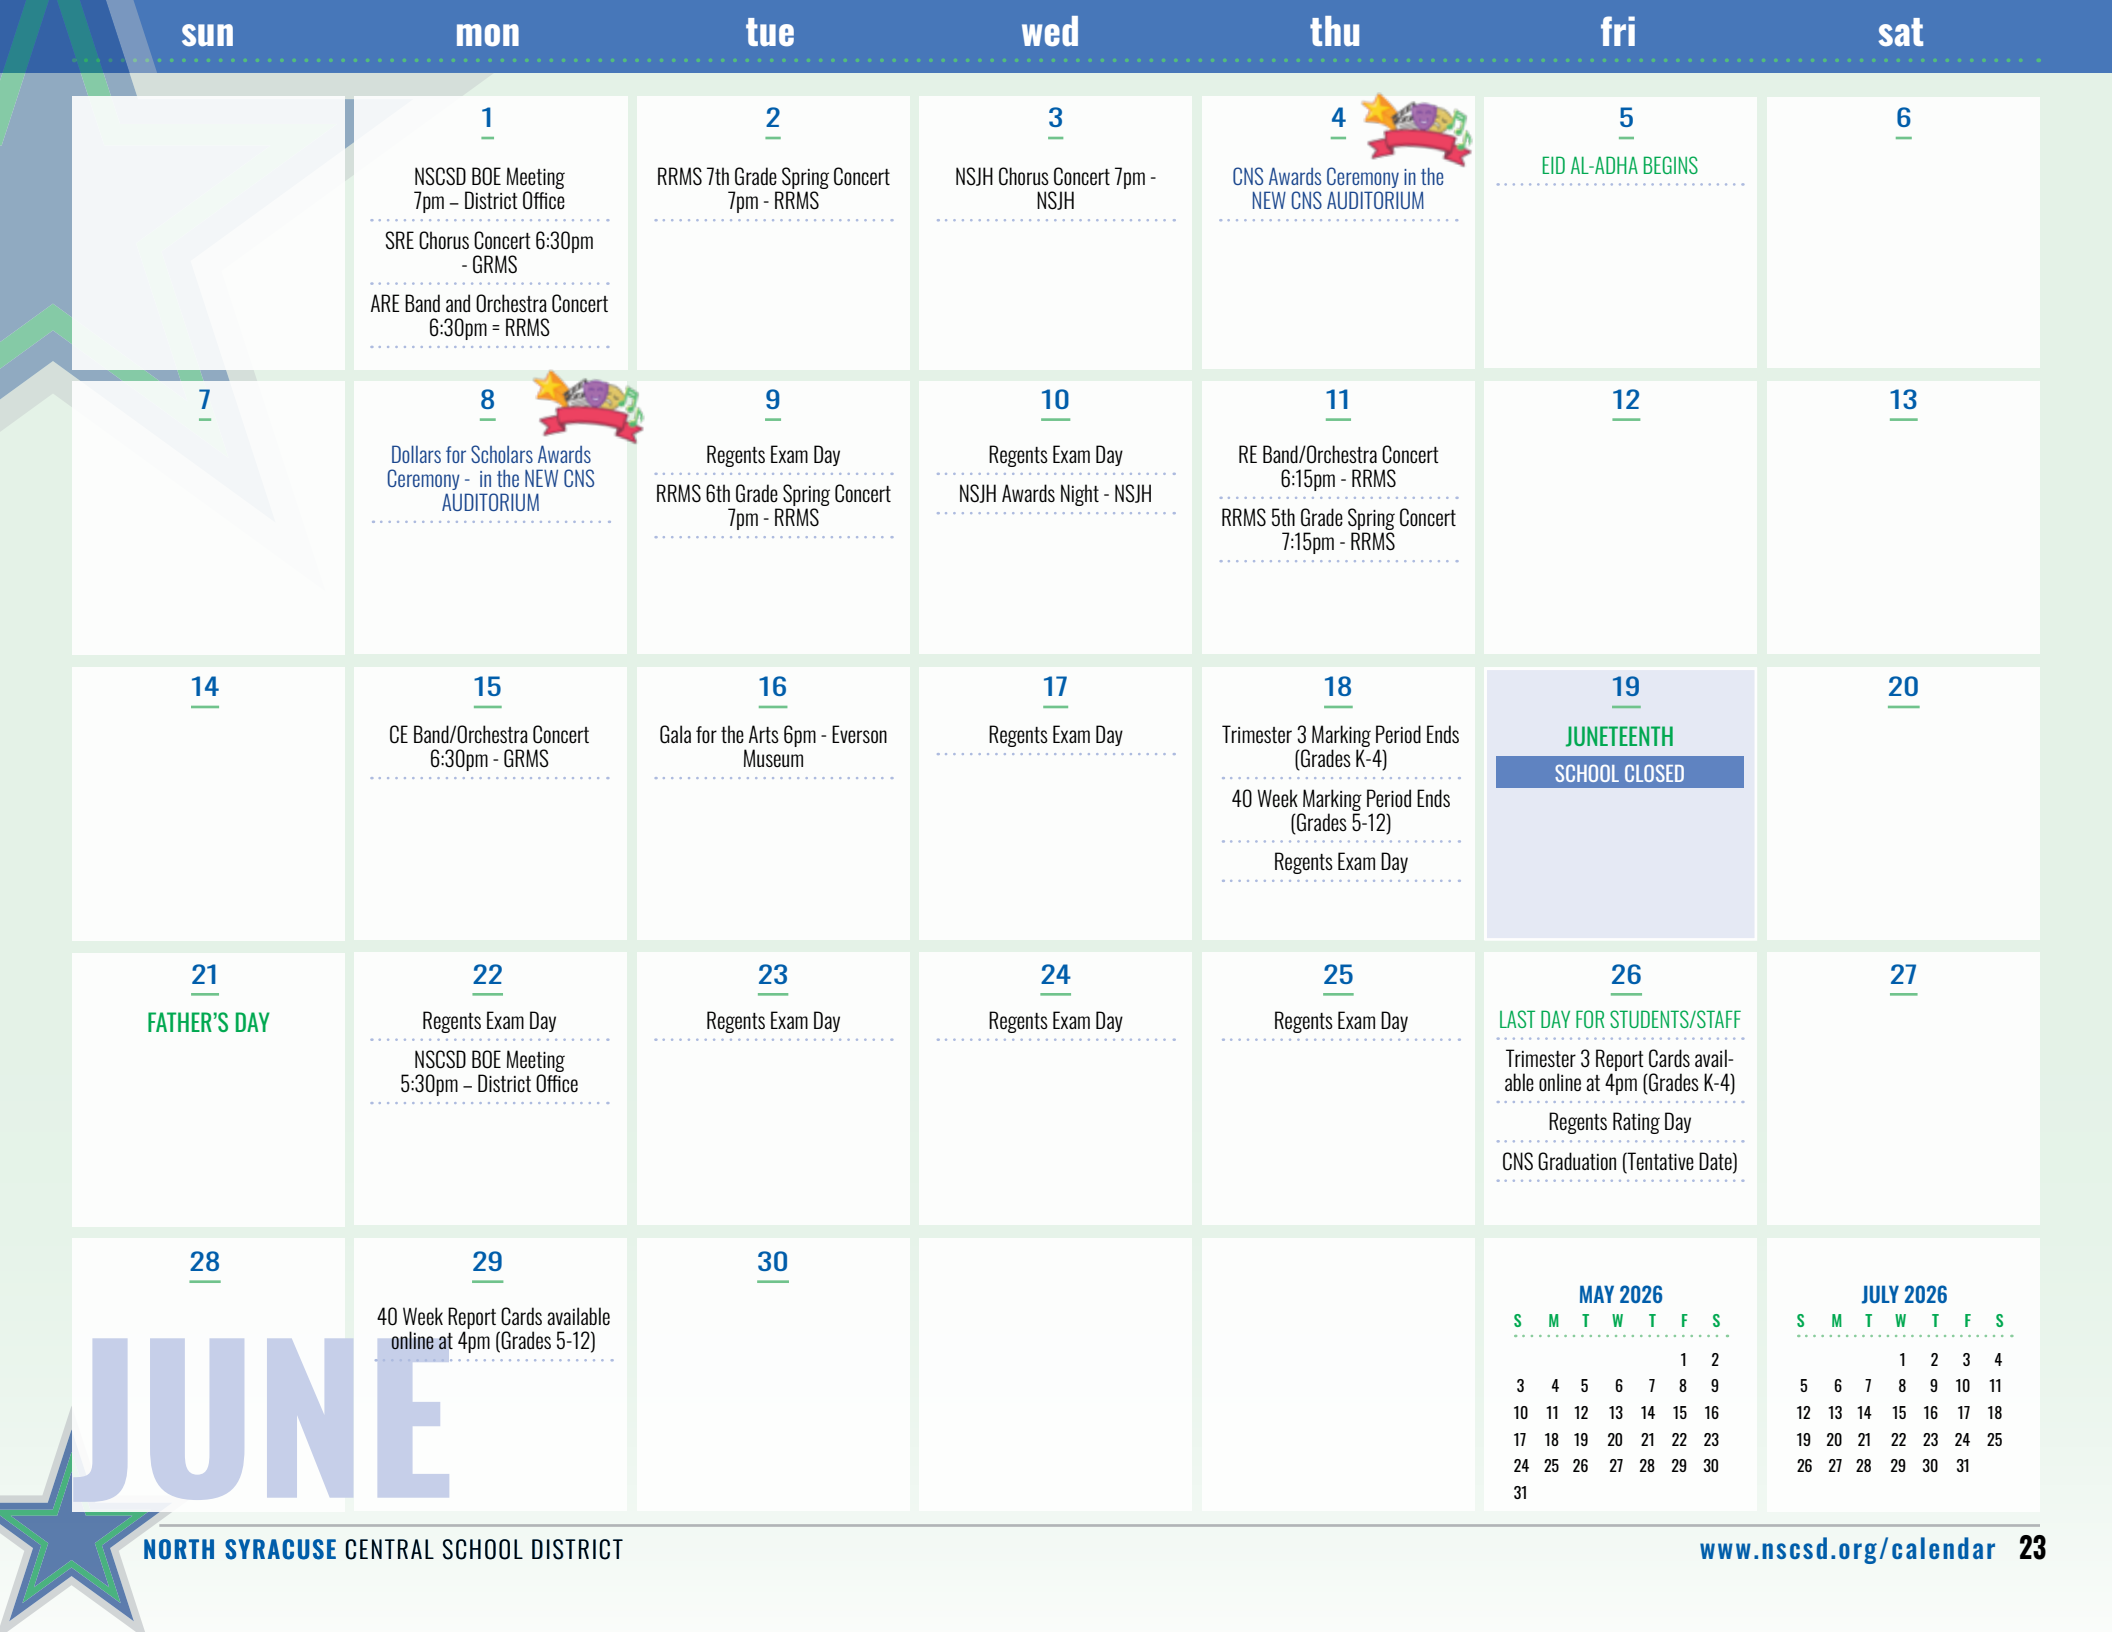 sun mon tue wed thu fri sat
1
NSCSD BOE Meeting
7pm – District Office
SRE Chorus Concert 6:30pm
- GRMS
ARE Band and Orchestra Concert
6:30pm = RRMS
2
RRMS 7th Grade Spring Concert
7pm - RRMS
3
NSJH Chorus Concert 7pm -
NSJH
4
CNS Awards Ceremony in the
NEW CNS AUDITORIUM
5
EID AL-ADHA BEGINS
6
7
8
Dollars for Scholars Awards
Ceremony - in the NEW CNS
AUDITORIUM
9
Regents Exam Day
RRMS 6th Grade Spring Concert
7pm - RRMS
10
Regents Exam Day
NSJH Awards Night - NSJH
11
RE Band/Orchestra Concert
6:15pm - RRMS
RRMS 5th Grade Spring Concert
7:15pm - RRMS
12
13
14
15
CE Band/Orchestra Concert
6:30pm - GRMS
16
Gala for the Arts 6pm - Everson
Museum
17
Regents Exam Day
18
Trimester 3 Marking Period Ends
(Grades K-4)
40 Week Marking Period Ends
(Grades 5-12)
Regents Exam Day
19
JUNETEENTH
SCHOOL CLOSED
20
21
FATHER'S DAY
22
Regents Exam Day
NSCSD BOE Meeting
5:30pm – District Office
23
Regents Exam Day
24
Regents Exam Day
25
Regents Exam Day
26
LAST DAY FOR STUDENTS/STAFF
Trimester 3 Report Cards avail-
able online at 4pm (Grades K-4)
Regents Rating Day
CNS Graduation (Tentative Date)
27
28
29
40 Week Report Cards available
online at 4pm (Grades 5-12)
30
JUNE
MAY 2026
S M T W T F S
1 2
3 4 5 6 7 8 9
10 11 12 13 14 15 16
17 18 19 20 21 22 23
24 25 26 27 28 29 30
31
JULY 2026
S M T W T F S
1 2 3 4
5 6 7 8 9 10 11
12 13 14 15 16 17 18
19 20 21 22 23 24 25
26 27 28 29 30 31
NORTH SYRACUSE CENTRAL SCHOOL DISTRICT
www.nscsd.org/calendar 23